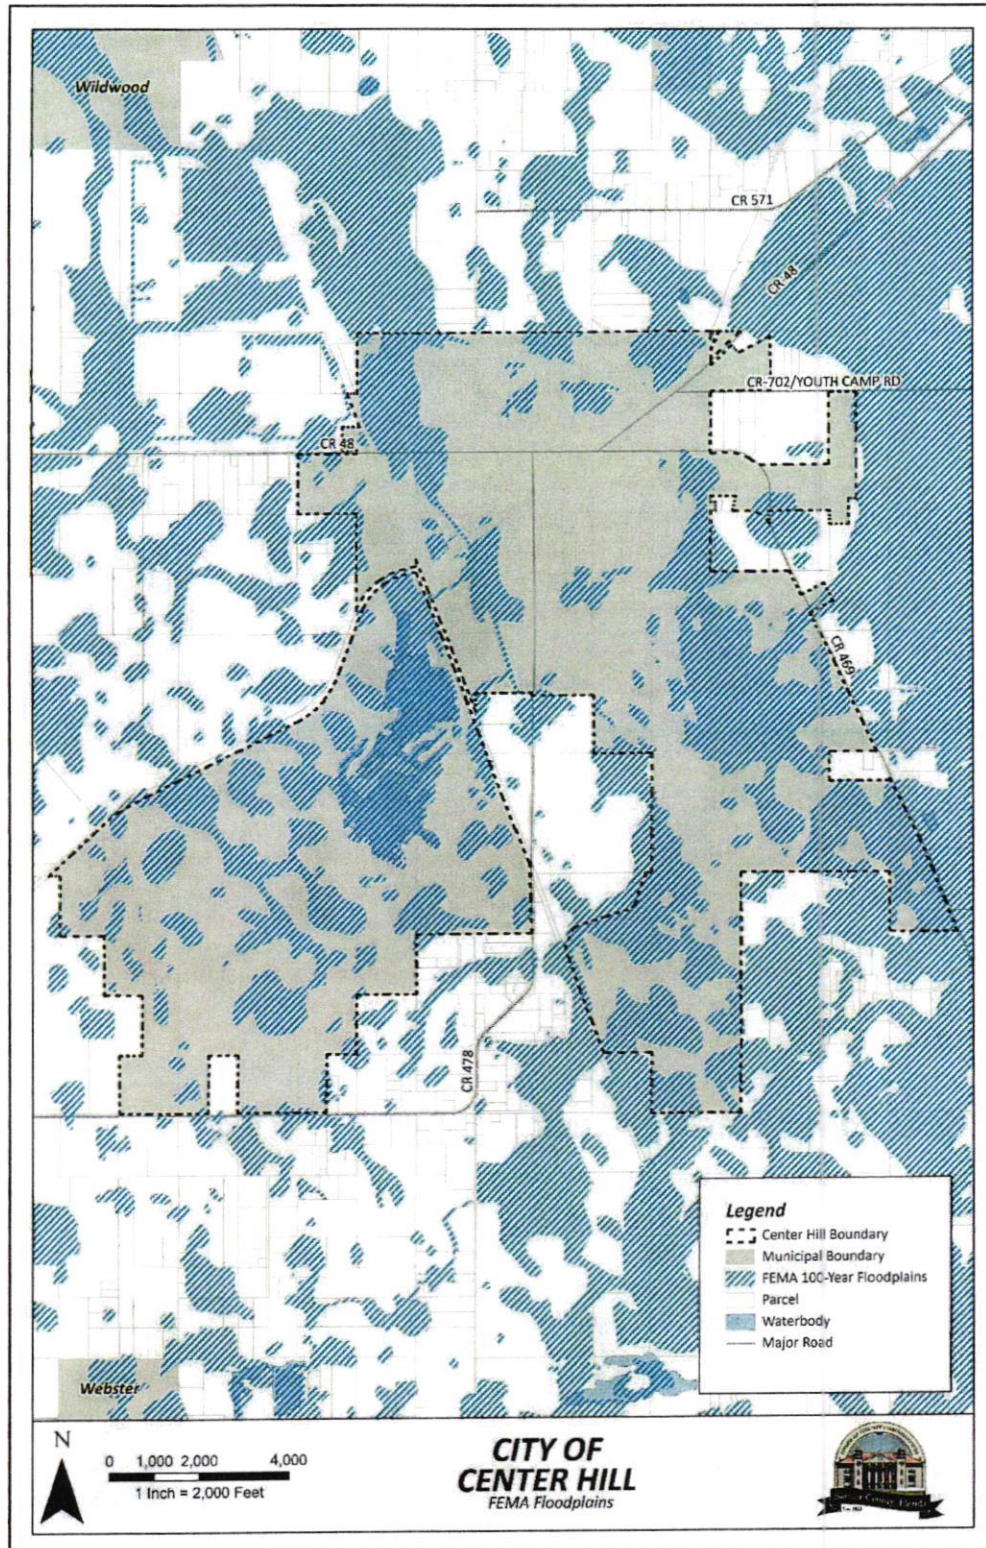 Wildwood
CR 571
CR-48
CR-702/YOUTH CAMP RD
CR 48
CR 469
CR 478
Legend
Center Hill Boundary
Municipal Boundary
FEMA 100-Year Floodplains
Parcel
Waterbody
Major Road
Webster
N
0 1,000 2,000 4,000
1 Inch = 2,000 Feet
CITY OF
CENTER HILL
FEMA Floodplains